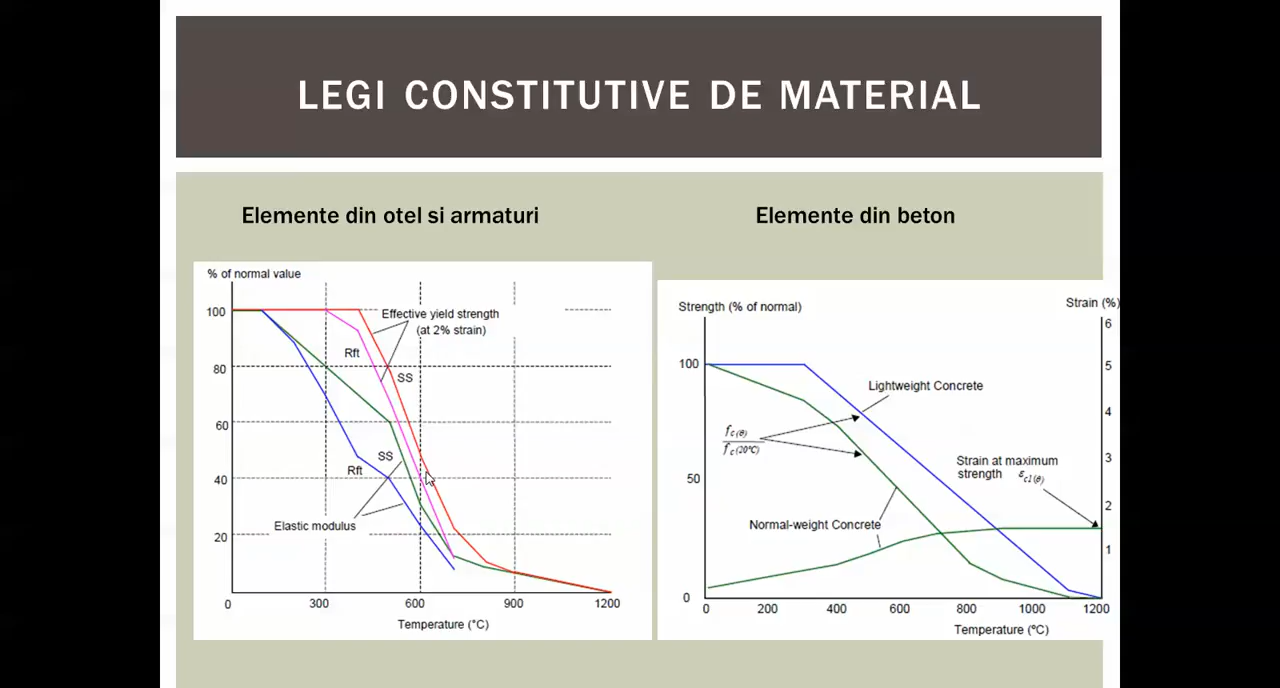 LEGI CONSTITUTIVE DE MATERIAL
Elemente din otel si armaturi
Elemente din beton
% of normal value
100
80
60
40
20
0
300
600
900
1200
Temperature (°C)
Effective yield strength
(at 2% strain)
Rft
SS
SS
Rft
Elastic modulus
Strength (% of normal)
Strain (%)
100
50
0
6
5
4
3
2
1
0
200
400
600
800
1000
1200
Temperature (°C)
Lightweight Concrete
fc(θ)
fc(20°C)
Strain at maximum
strength εc1(θ)
Normal-weight Concrete